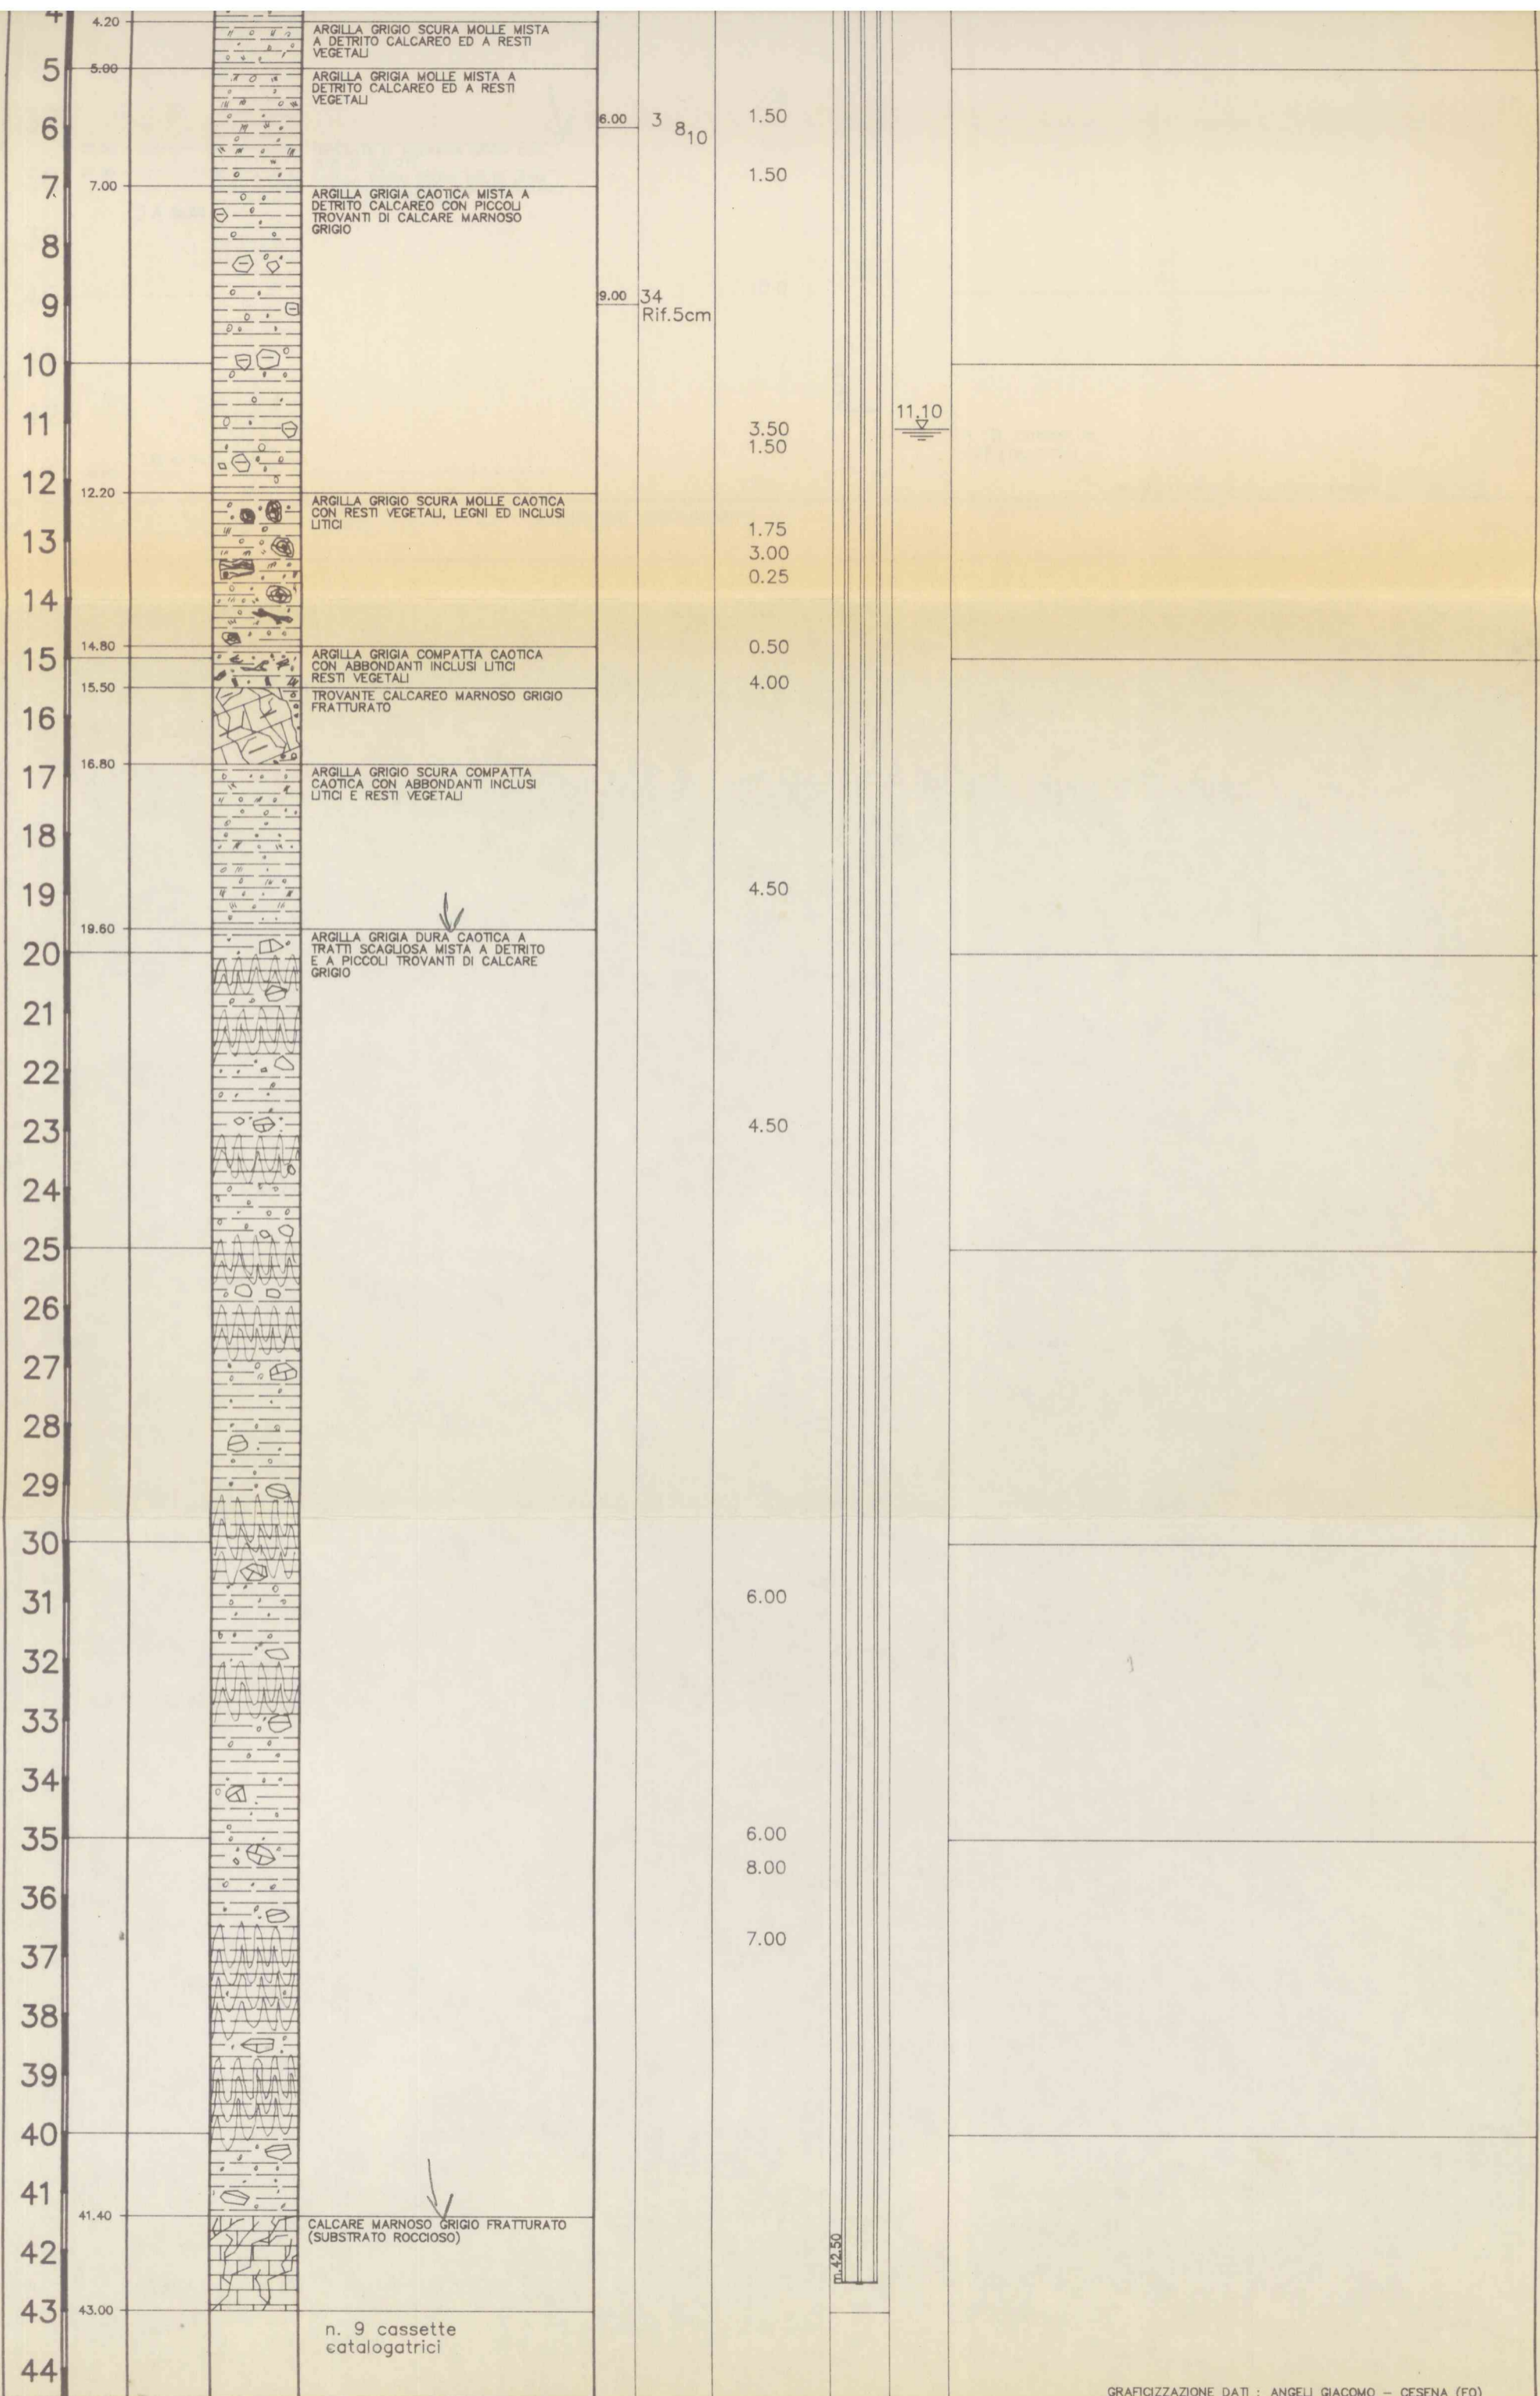 4
4.20
ARGILLA GRIGIO SCURA MOLLE MISTA
A DETRITO CALCAREO ED A RESTI
VEGETALI
5
5.00
ARGILLA GRIGIA MOLLE MISTA A
DETRITO CALCAREO ED A RESTI
VEGETALI
6
6.00
3 8 10
1.50
1.50
7
7.00
ARGILLA GRIGIA CAOTICA MISTA A
DETRITO CALCAREO CON PICCOLI
TROVANTI DI CALCARE MARNOSO
GRIGIO
8
9
9.00
34
Rif.5cm
10
11
3.50
1.50
11.10
12
12.20
ARGILLA GRIGIO SCURA MOLLE CAOTICA
CON RESTI VEGETALI, LEGNI ED INCLUSI
LITICI
13
1.75
3.00
0.25
14
14.80
0.50
ARGILLA GRIGIA COMPATTA CAOTICA
CON ABBONDANTI INCLUSI LITICI
RESTI VEGETALI
15
15.50
4.00
TROVANTE CALCAREO MARNOSO GRIGIO
FRATTURATO
16
16.80
ARGILLA GRIGIO SCURA COMPATTA
CAOTICA CON ABBONDANTI INCLUSI
LITICI E RESTI VEGETALI
17
18
19
4.50
19.60
ARGILLA GRIGIA DURA CAOTICA A
TRATTI SCAGLIOSA MISTA A DETRITO
E A PICCOLI TROVANTI DI CALCARE
GRIGIO
20
21
22
23
4.50
24
25
26
27
28
29
30
31
6.00
32
33
34
35
6.00
8.00
36
37
7.00
38
39
40
41
41.40
CALCARE MARNOSO GRIGIO FRATTURATO
(SUBSTRATO ROCCIOSO)
42
m.42.50
43
43.00
n. 9 cassette
catalogatrici
44
GRAFICIZZAZIONE DATI : ANGELI GIACOMO – CESENA (FO)